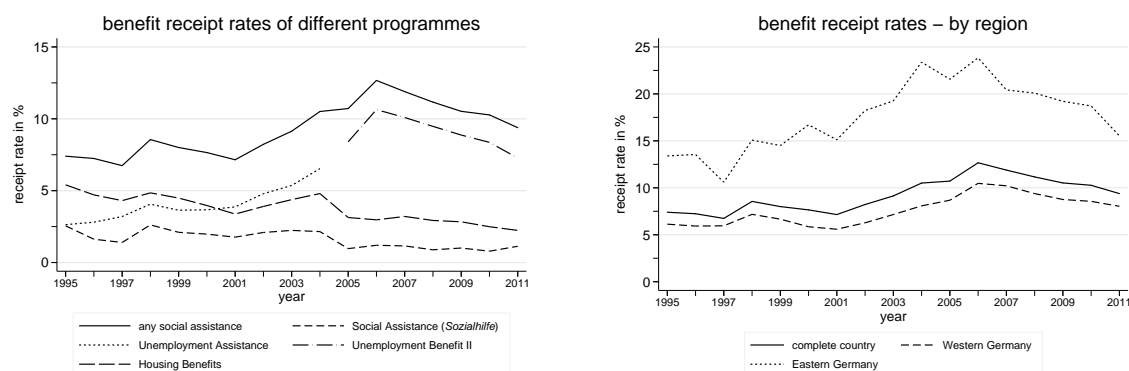 benefit receipt rates of different programmes
15
10
5
0
receipt rate in %
1995 1997 1999 2001 2003 2005 2007 2009 2011
year
any social assistance
Social Assistance (Sozialhilfe)
Unemployment Assistance
Unemployment Benefit II
Housing Benefits
benefit receipt rates – by region
25
20
15
10
5
0
receipt rate in %
1995 1997 1999 2001 2003 2005 2007 2009 2011
year
complete country
Western Germany
Eastern Germany